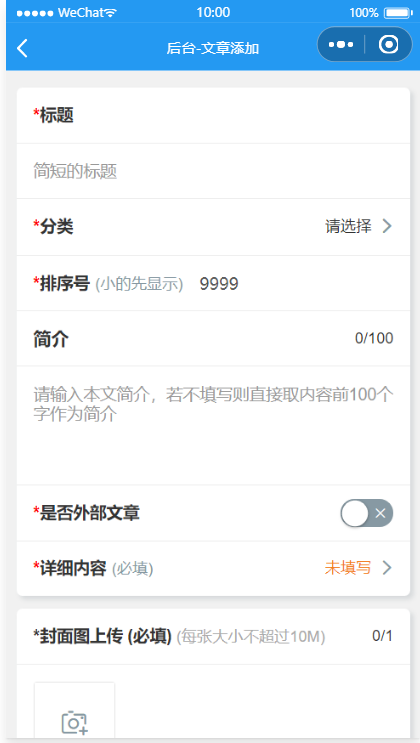 WeChat 10:00 100%
后台-文章添加
*标题
简短的标题
*分类 请选择
*排序号 (小的先显示) 9999
简介 0/100
请输入本文简介，若不填写则直接取内容前100个
字作为简介
*是否外部文章
*详细内容 (必填) 未填写
*封面图上传 (必填) (每张大小不超过10M) 0/1